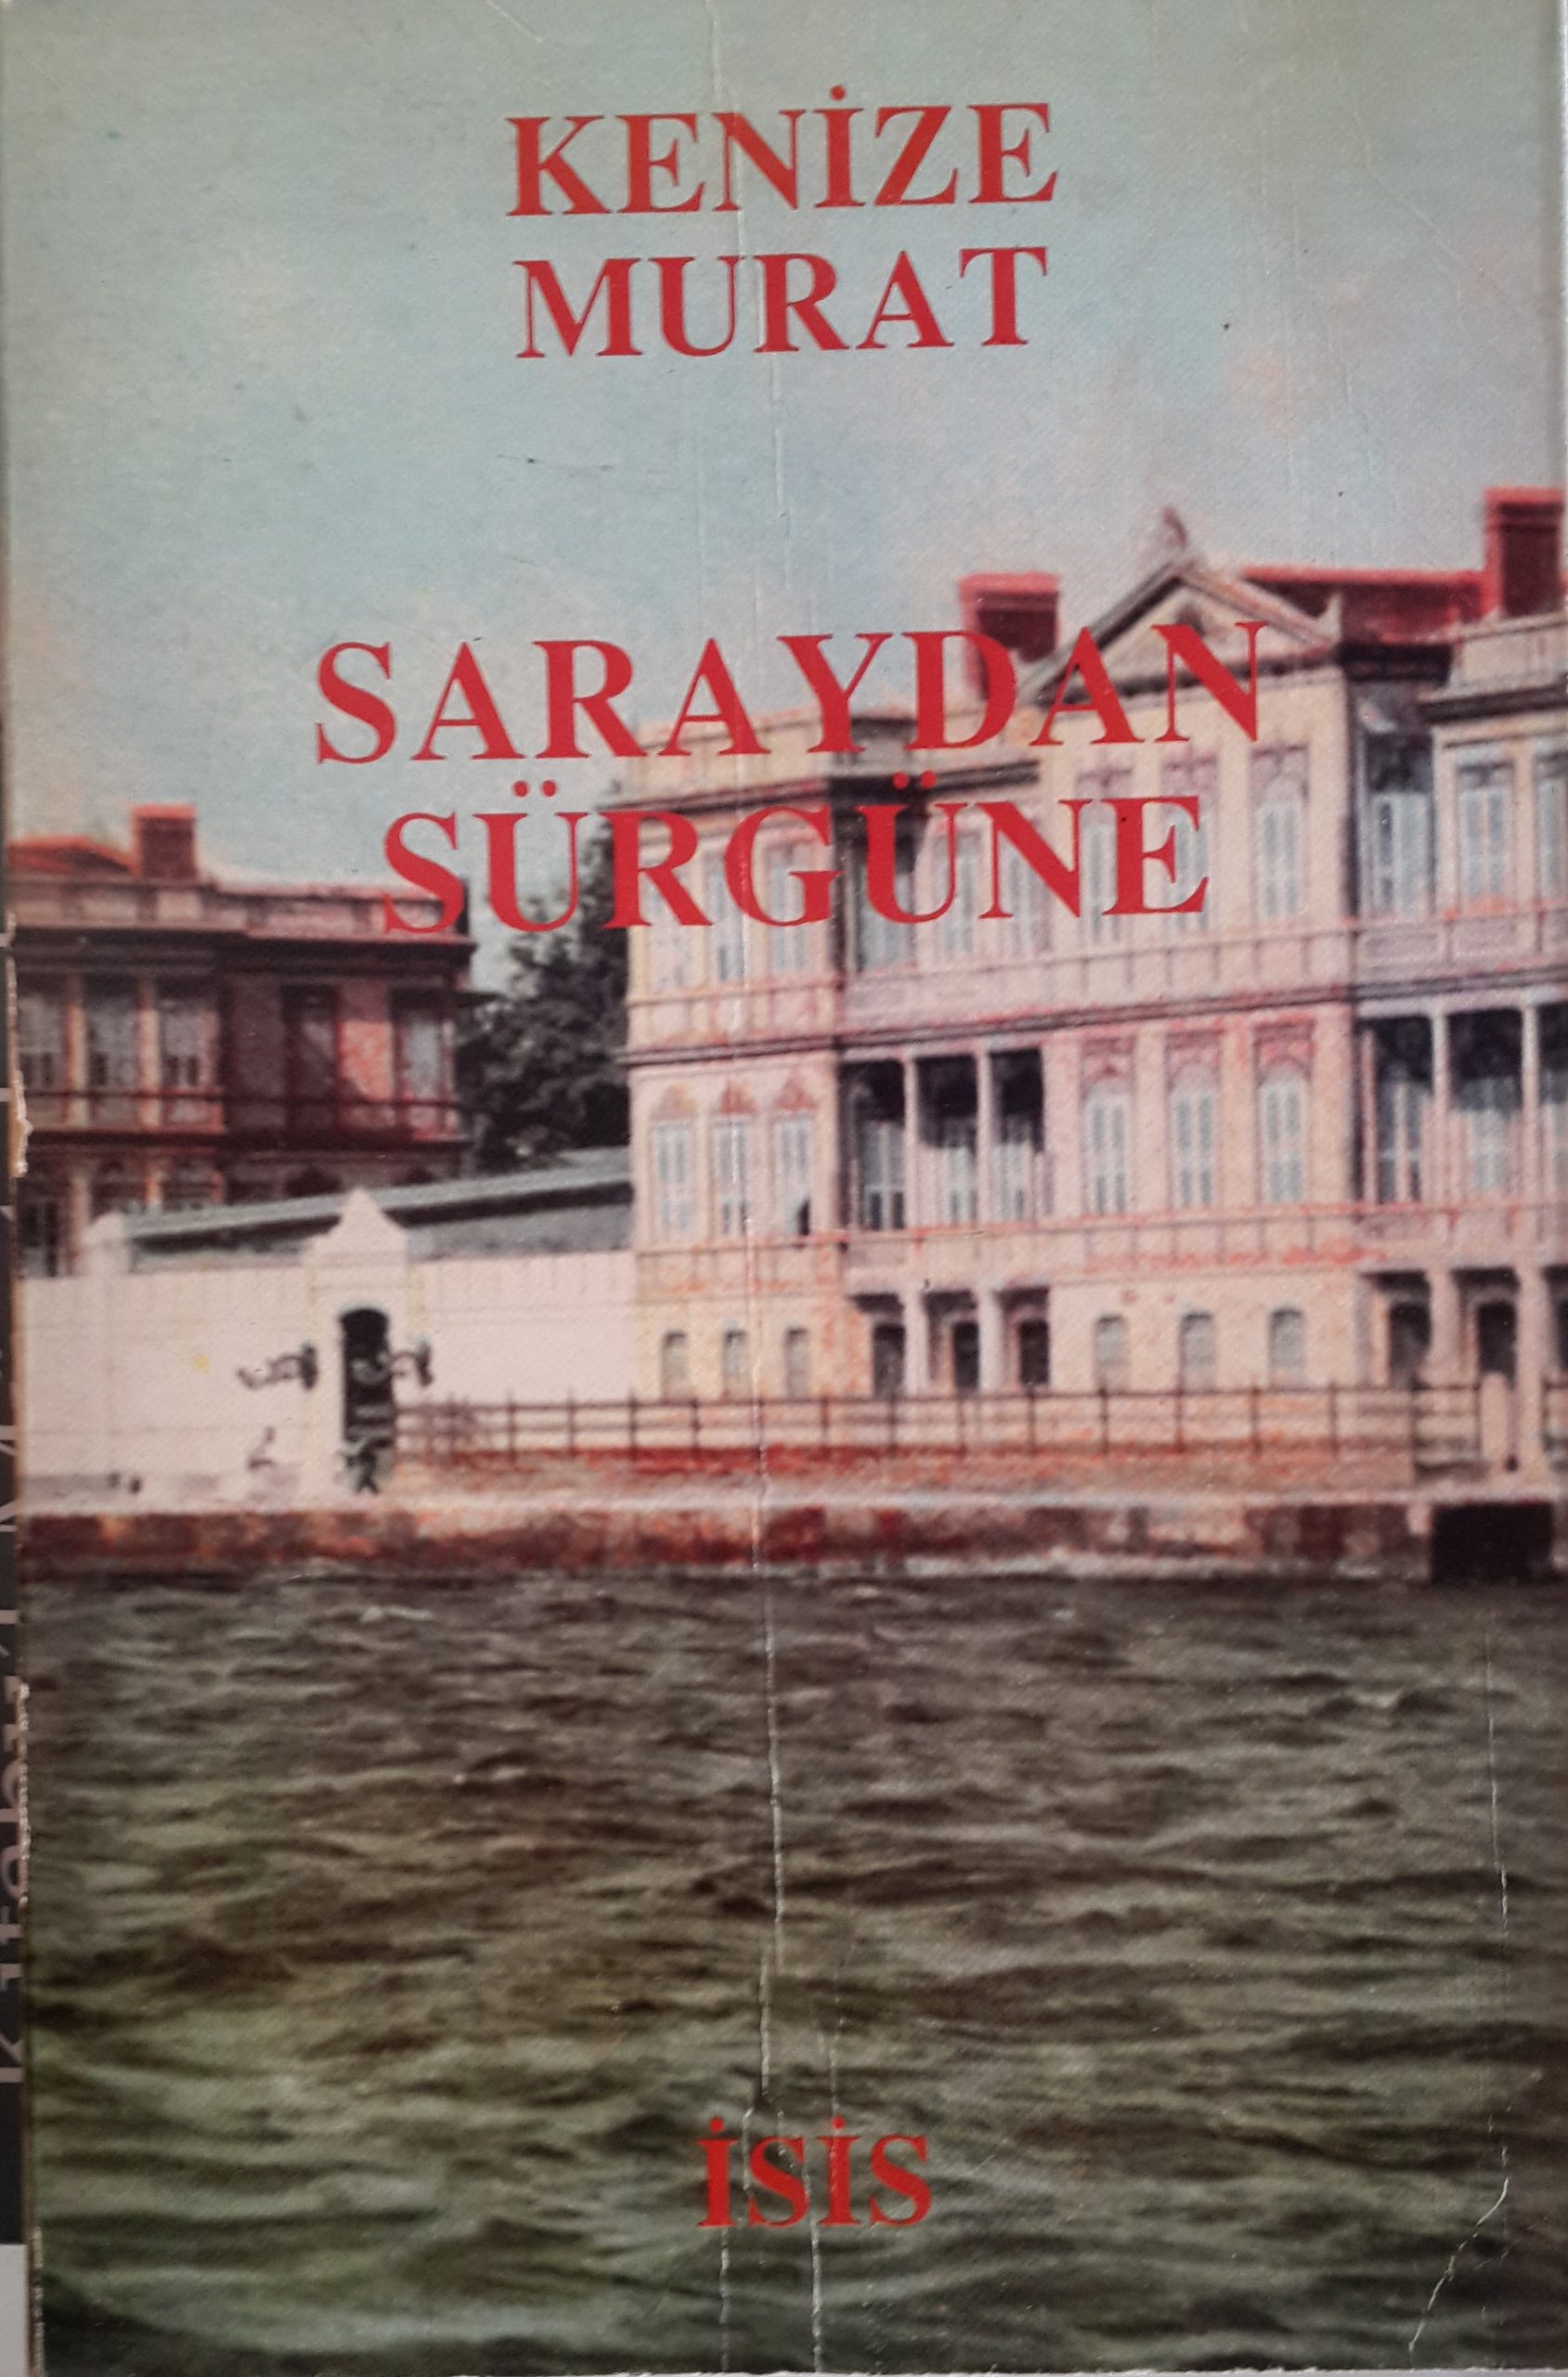 KENİZE
MURAT
SARAYDAN
SÜRGÜNE
İSİS